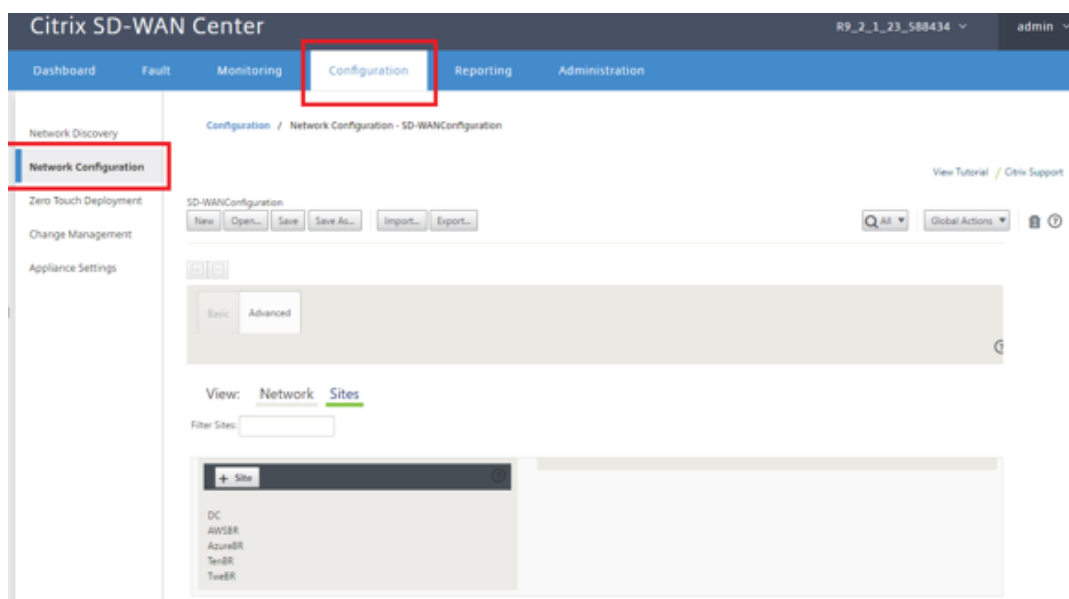 Citrix SD-WAN Center R9_2_1_23_588434 admin
Dashboard Fault Monitoring Configuration Reporting Administration
Configuration / Network Configuration - SD-WANConfiguration
Network Discovery
Network Configuration
Zero Touch Deployment
Change Management
Appliance Settings
View Tutorial / Citrix Support
SD-WANConfiguration
New Open... Save Save As... Import... Export... All Global Actions
Basic Advanced
View: Network Sites
Filter Sites:
+ Site
DC
AWSBR
AzureBR
TenBR
TweBR